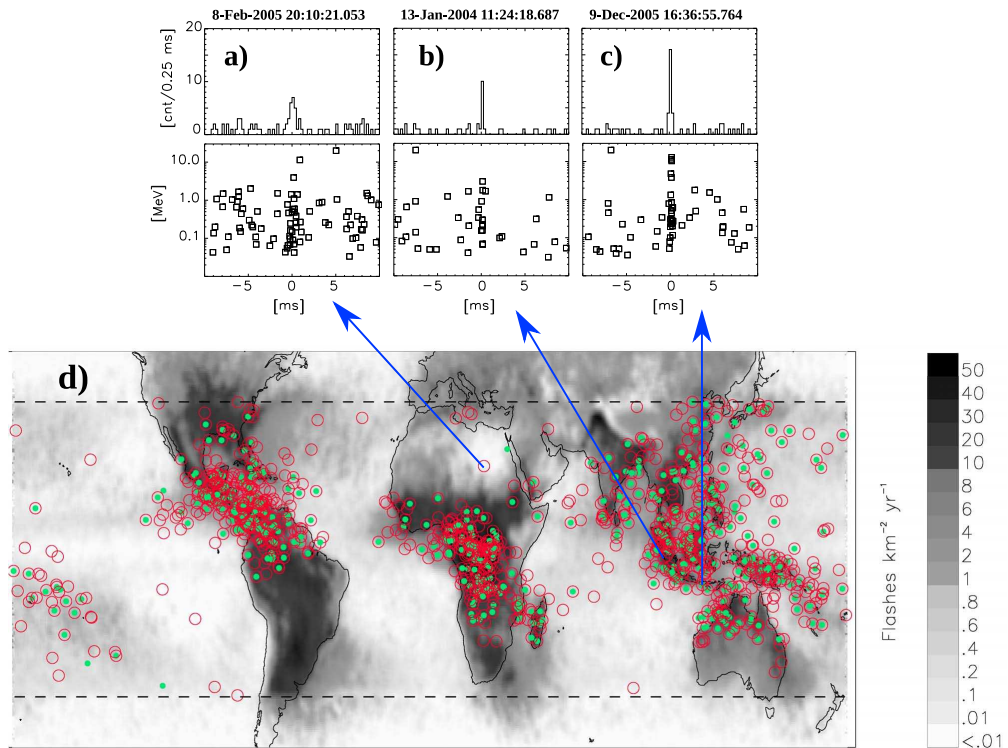 8-Feb-2005 20:10:21.053 13-Jan-2004 11:24:18.687 9-Dec-2005 16:36:55.764
20
10
0
[cnt/0.25 ms]
a) b) c)
10.0
1.0
0.1
[MeV]
−5 0 5 −5 0 5 −5 0 5
[ms] [ms] [ms]
d)
50
40
30
20
10
8
6
4
2
1
.8
.6
.4
.2
.1
.01
<.01
Flashes km⁻² yr⁻¹